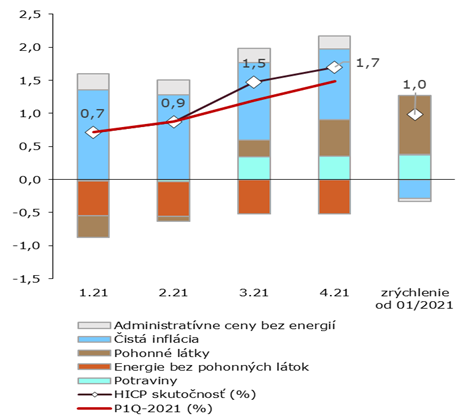 2,5
2,0
1,5
1,0
0,5
0,0
-0,5
-1,0
-1,5
0,7
0,9
1,5
1,7
1,0
1.21
2.21
3.21
4.21
zrýchlenie
od 01/2021
Administratívne ceny bez energií
Čistá inflácia
Pohonné látky
Energie bez pohonných látok
Potraviny
HICP skutočnosť (%)
P1Q-2021 (%)